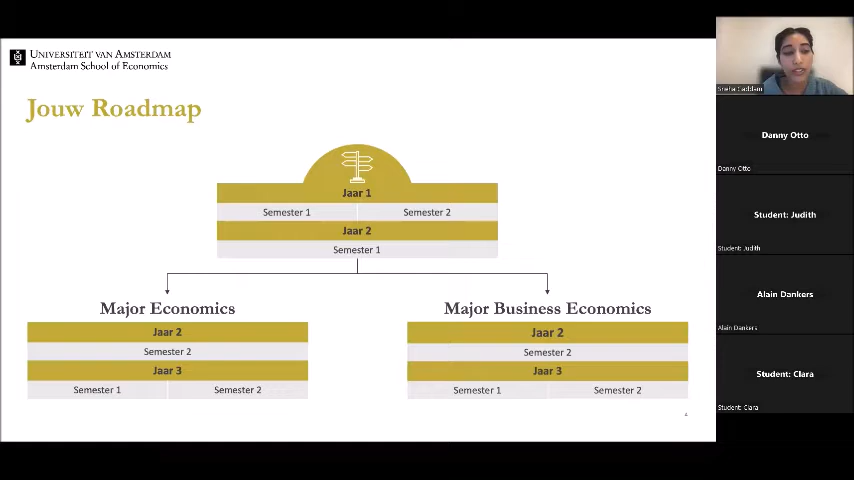 UNIVERSITEIT VAN AMSTERDAM
Amsterdam School of Economics
Jouw Roadmap
Jaar 1
Semester 1 Semester 2
Jaar 2
Semester 1
Major Economics
Jaar 2
Semester 2
Jaar 3
Semester 1 Semester 2
Major Business Economics
Jaar 2
Semester 2
Jaar 3
Semester 1 Semester 2
4
Sneha Gaddam
Danny Otto
Danny Otto
Student: Judith
Student: Judith
Alain Dankers
Alain Dankers
Student: Clara
Student: Clara